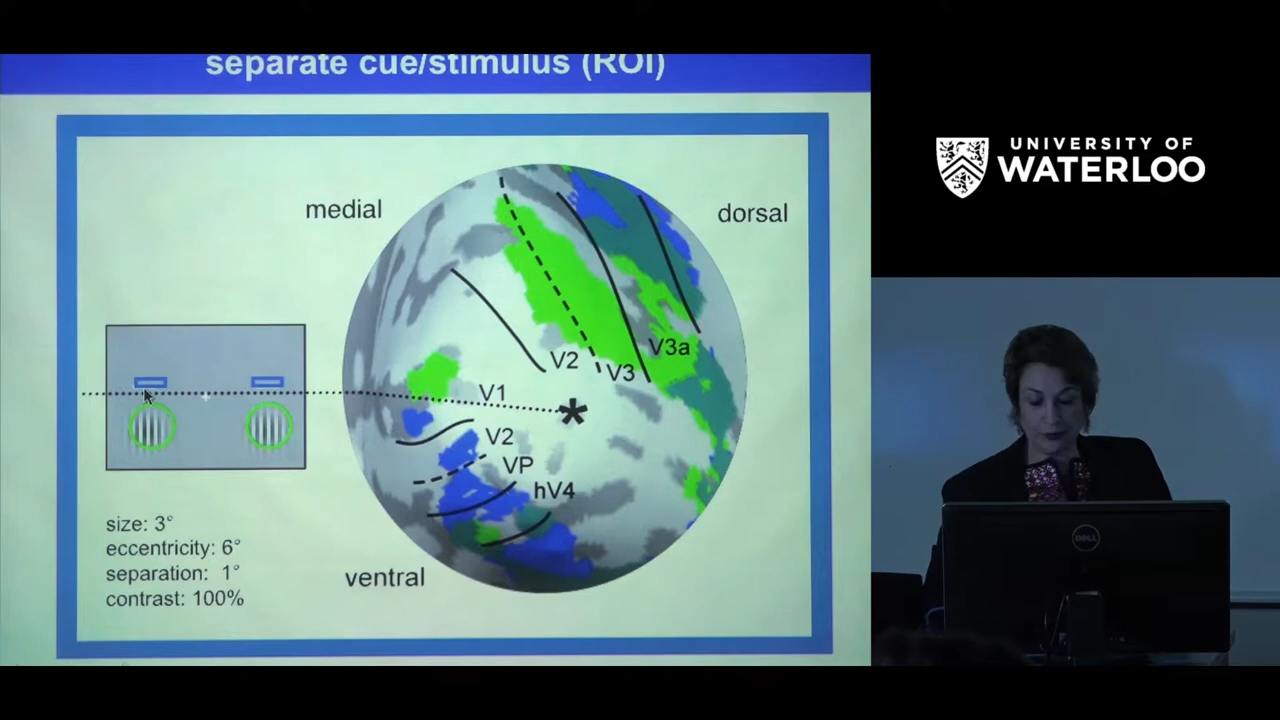 separate cue/stimulus (ROI)
medial
dorsal
V3a
V2
V3
V1
V2
VP
hV4
ventral
size: 3°
eccentricity: 6°
separation: 1°
contrast: 100%
UNIVERSITY OF
WATERLOO
DELL